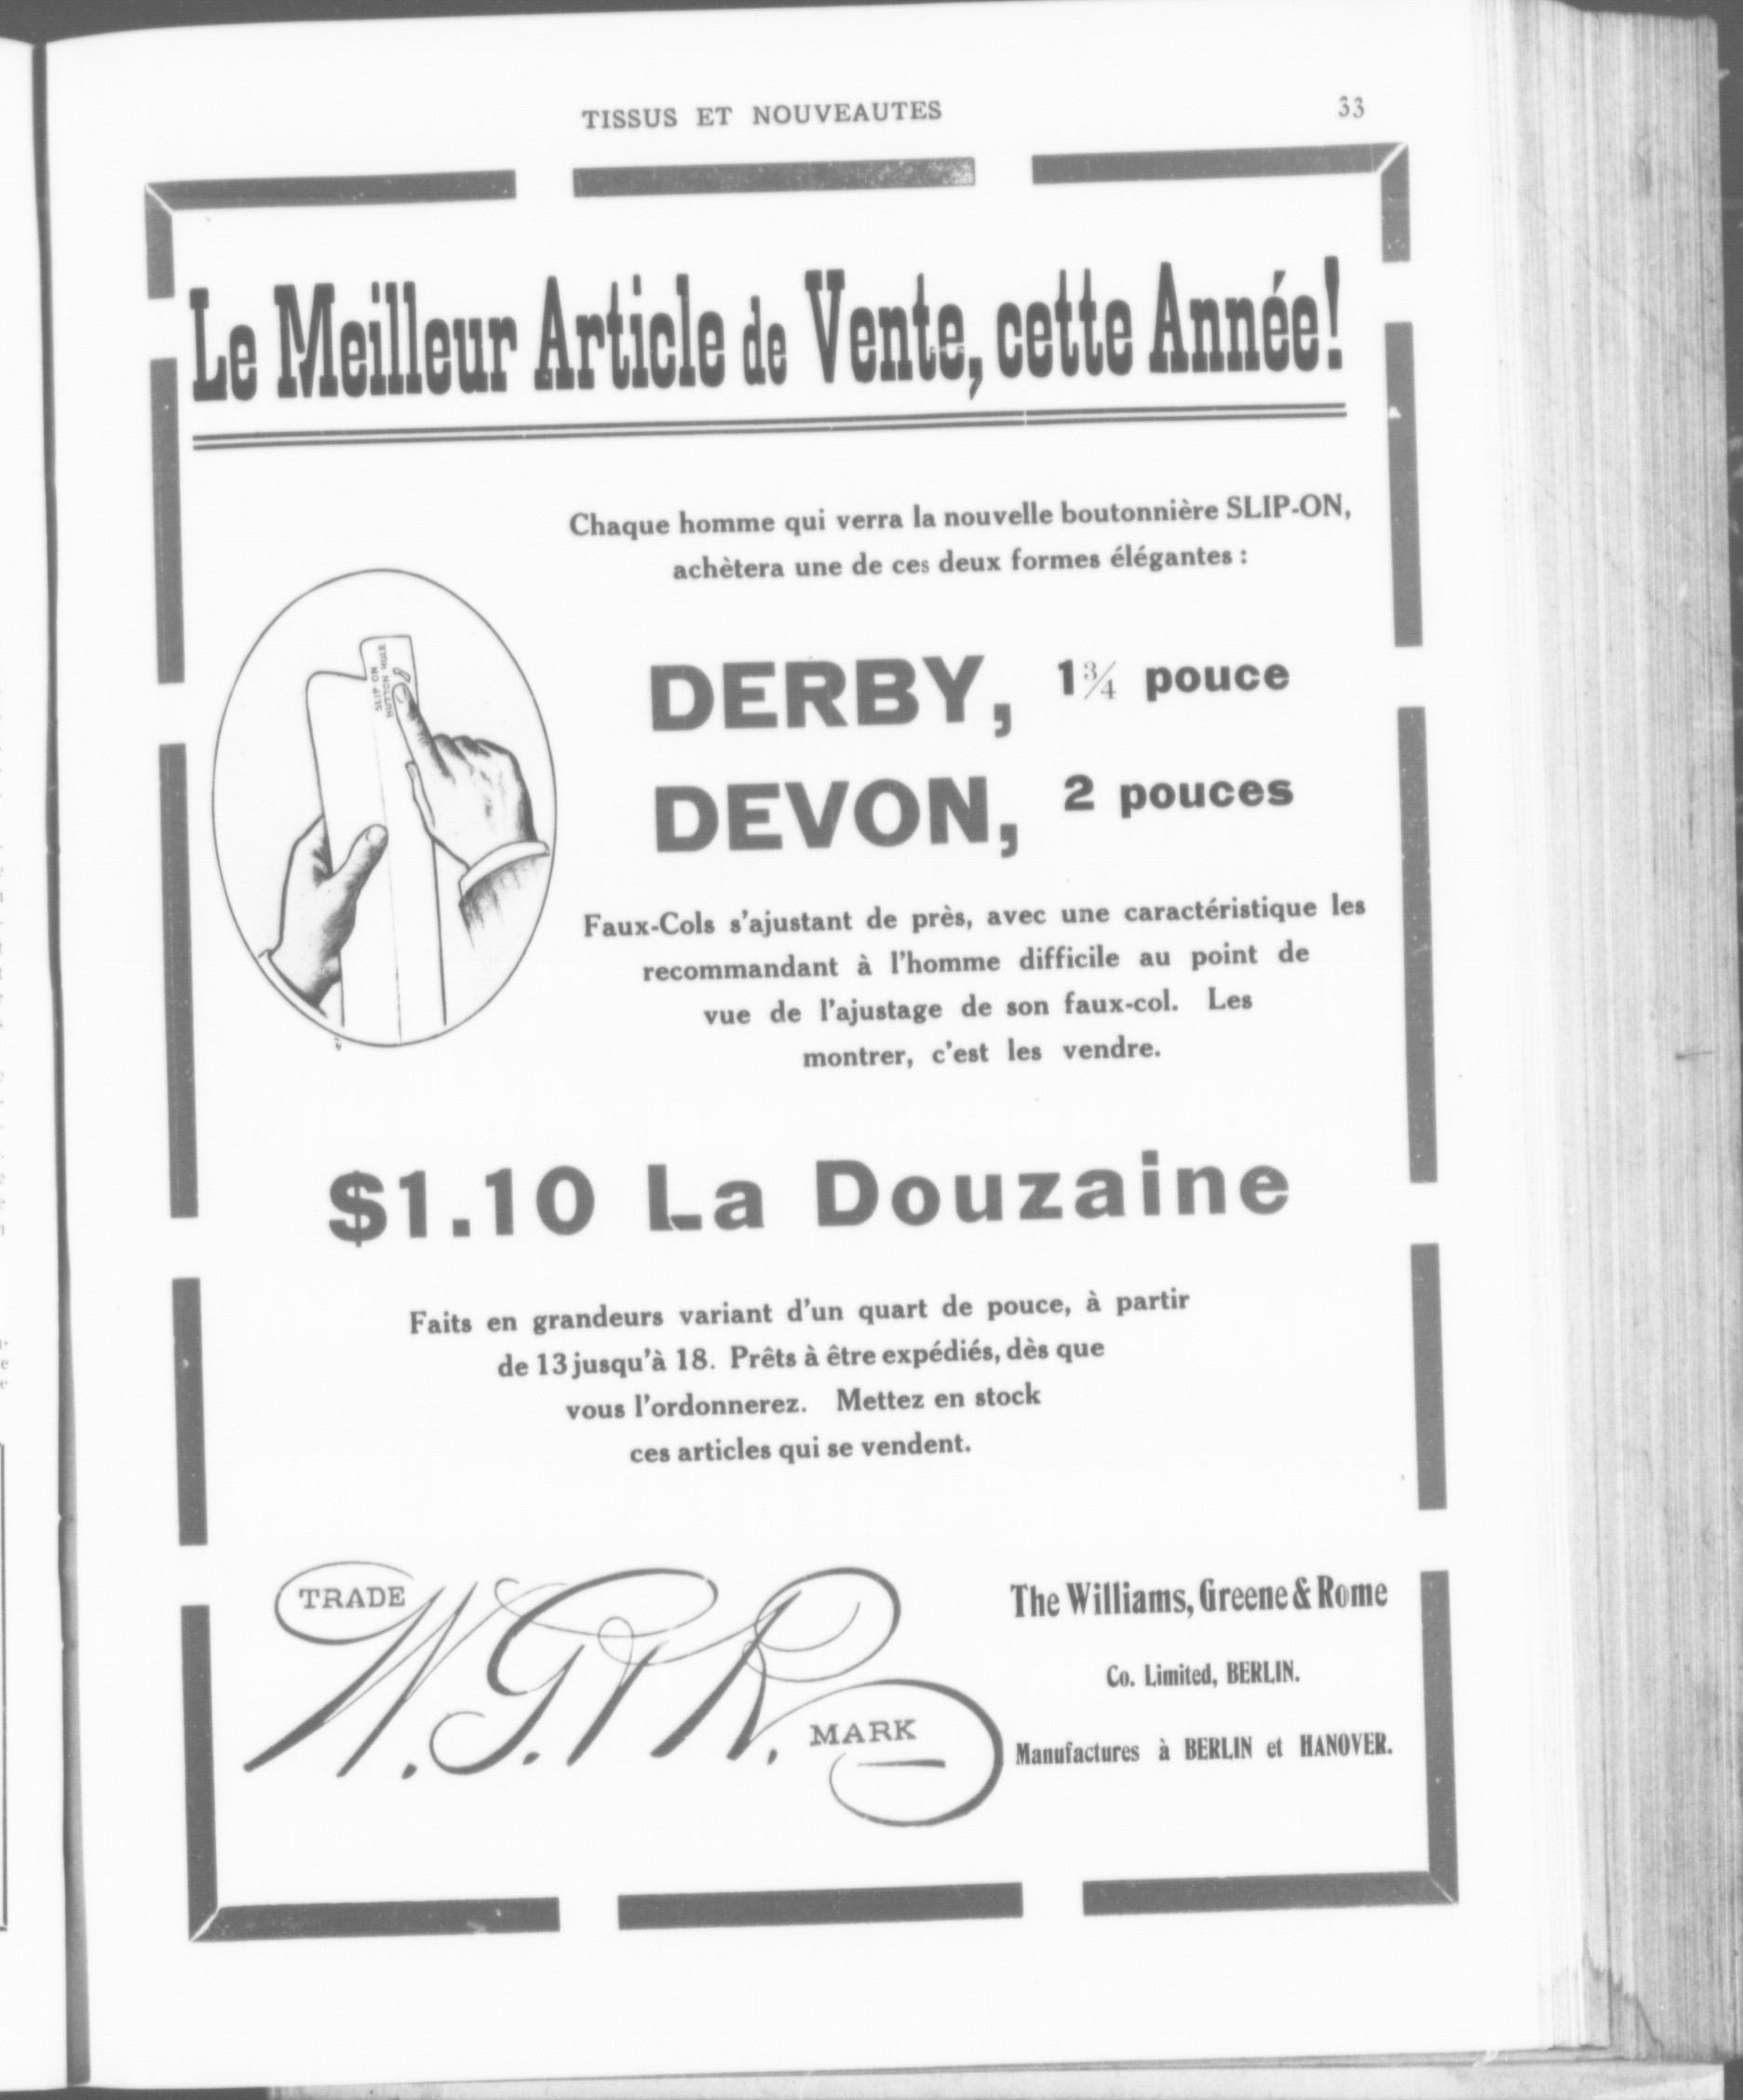 TISSUS ET NOUVEAUTES
33
Le Meilleur Article de Vente, cette Année!
Chaque homme qui verra la nouvelle boutonnière SLIP-ON,
achètera une de ces deux formes élégantes :
SLIP-ON
BUTTON HOLE
DERBY, 1¾ pouce
DEVON, 2 pouces
Faux-Cols s'ajustant de près, avec une caractéristique les
recommandant à l'homme difficile au point de
vue de l'ajustage de son faux-col. Les
montrer, c'est les vendre.
$1.10 La Douzaine
Faits en grandeurs variant d'un quart de pouce, à partir
de 13 jusqu'à 18. Prêts à être expédiés, dès que
vous l'ordonnerez. Mettez en stock
ces articles qui se vendent.
TRADE
W.G.&R.
MARK
The Williams, Greene & Rome
Co. Limited, BERLIN.
Manufactures à BERLIN et HANOVER.